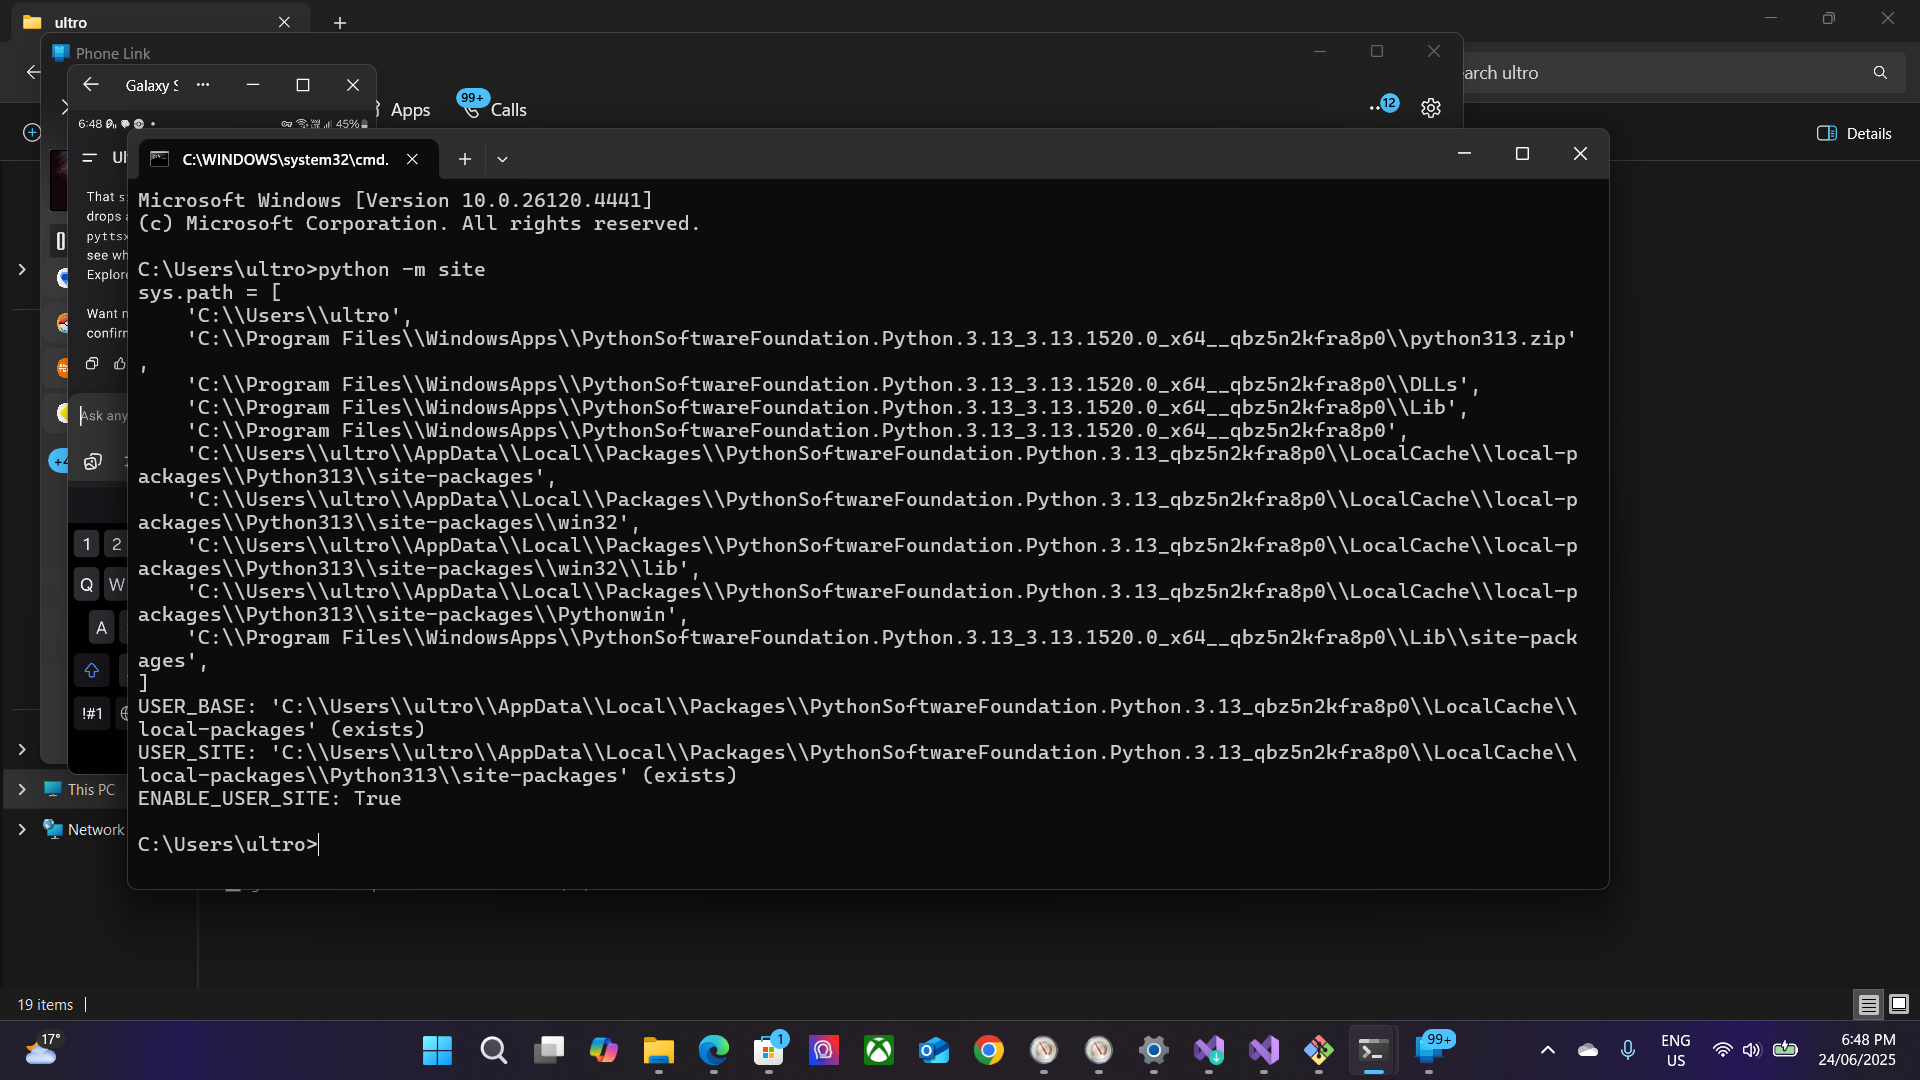 ultro
Phone Link
arch ultro
Galaxy S
Apps
99+
Calls
12
6:48
45%
Details
Ul
C:\WINDOWS\system32\cmd.
That s
drops a
pyttsx
see wh
Explore
Want n
confirm
Ask any
+4
1 2
Q W
A
!#1
Microsoft Windows [Version 10.0.26120.4441]
(c) Microsoft Corporation. All rights reserved.
C:\Users\ultro>python -m site
sys.path = [
'C:\\Users\\ultro',
'C:\\Program Files\\WindowsApps\\PythonSoftwareFoundation.Python.3.13_3.13.1520.0_x64__qbz5n2kfra8p0\\python313.zip'
,
'C:\\Program Files\\WindowsApps\\PythonSoftwareFoundation.Python.3.13_3.13.1520.0_x64__qbz5n2kfra8p0\\DLLs',
'C:\\Program Files\\WindowsApps\\PythonSoftwareFoundation.Python.3.13_3.13.1520.0_x64__qbz5n2kfra8p0\\Lib',
'C:\\Program Files\\WindowsApps\\PythonSoftwareFoundation.Python.3.13_3.13.1520.0_x64__qbz5n2kfra8p0',
'C:\\Users\\ultro\\AppData\\Local\\Packages\\PythonSoftwareFoundation.Python.3.13_qbz5n2kfra8p0\\LocalCache\\local-p
ackages\\Python313\\site-packages',
'C:\\Users\\ultro\\AppData\\Local\\Packages\\PythonSoftwareFoundation.Python.3.13_qbz5n2kfra8p0\\LocalCache\\local-p
ackages\\Python313\\site-packages\\win32',
'C:\\Users\\ultro\\AppData\\Local\\Packages\\PythonSoftwareFoundation.Python.3.13_qbz5n2kfra8p0\\LocalCache\\local-p
ackages\\Python313\\site-packages\\win32\\lib',
'C:\\Users\\ultro\\AppData\\Local\\Packages\\PythonSoftwareFoundation.Python.3.13_qbz5n2kfra8p0\\LocalCache\\local-p
ackages\\Python313\\site-packages\\Pythonwin',
'C:\\Program Files\\WindowsApps\\PythonSoftwareFoundation.Python.3.13_3.13.1520.0_x64__qbz5n2kfra8p0\\Lib\\site-pack
ages',
]
USER_BASE: 'C:\\Users\\ultro\\AppData\\Local\\Packages\\PythonSoftwareFoundation.Python.3.13_qbz5n2kfra8p0\\LocalCache\\
local-packages' (exists)
USER_SITE: 'C:\\Users\\ultro\\AppData\\Local\\Packages\\PythonSoftwareFoundation.Python.3.13_qbz5n2kfra8p0\\LocalCache\\
local-packages\\Python313\\site-packages' (exists)
ENABLE_USER_SITE: True
C:\Users\ultro>
This PC
Network
19 items
17°
1
99+
ENG
US
6:48 PM
24/06/2025